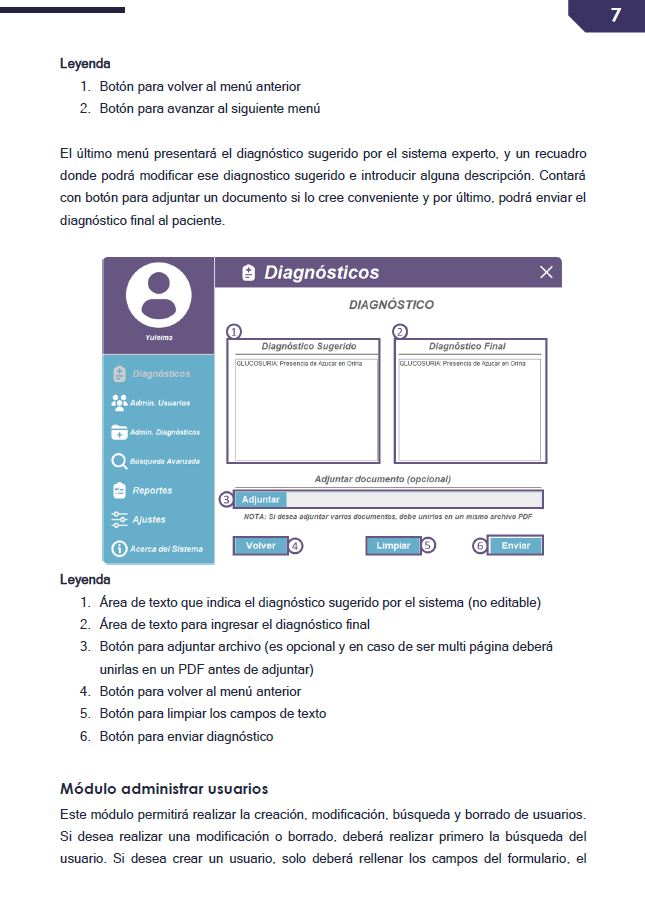 7
Leyenda
1. Botón para volver al menú anterior
2. Botón para avanzar al siguiente menú
El último menú presentará el diagnóstico sugerido por el sistema experto, y un recuadro
donde podrá modificar ese diagnostico sugerido e introducir alguna descripción. Contará
con botón para adjuntar un documento si lo cree conveniente y por último, podrá enviar el
diagnóstico final al paciente.
Diagnósticos
Yuleima
DIAGNÓSTICO
1
2
Diagnóstico Sugerido
Diagnóstico Final
GLUCOSURIA: Presencia de Azucar en Orina
GLUCOSURIA: Presencia de Azucar en Orina
Diagnósticos
Admin. Usuarios
Admin. Diagnósticos
Búsqueda Avanzada
Reportes
Ajustes
Acerca del Sistema
Adjuntar documento (opcional)
3 Adjuntar
NOTA: Si desea adjuntar varios documentos, debe unirlos en un mismo archivo PDF
Volver 4 Limpiar 5 6 Enviar
Leyenda
1. Área de texto que indica el diagnóstico sugerido por el sistema (no editable)
2. Área de texto para ingresar el diagnóstico final
3. Botón para adjuntar archivo (es opcional y en caso de ser multi página deberá
unirlas en un PDF antes de adjuntar)
4. Botón para volver al menú anterior
5. Botón para limpiar los campos de texto
6. Botón para enviar diagnóstico
Módulo administrar usuarios
Este módulo permitirá realizar la creación, modificación, búsqueda y borrado de usuarios.
Si desea realizar una modificación o borrado, deberá realizar primero la búsqueda del
usuario. Si desea crear un usuario, solo deberá rellenar los campos del formulario, el